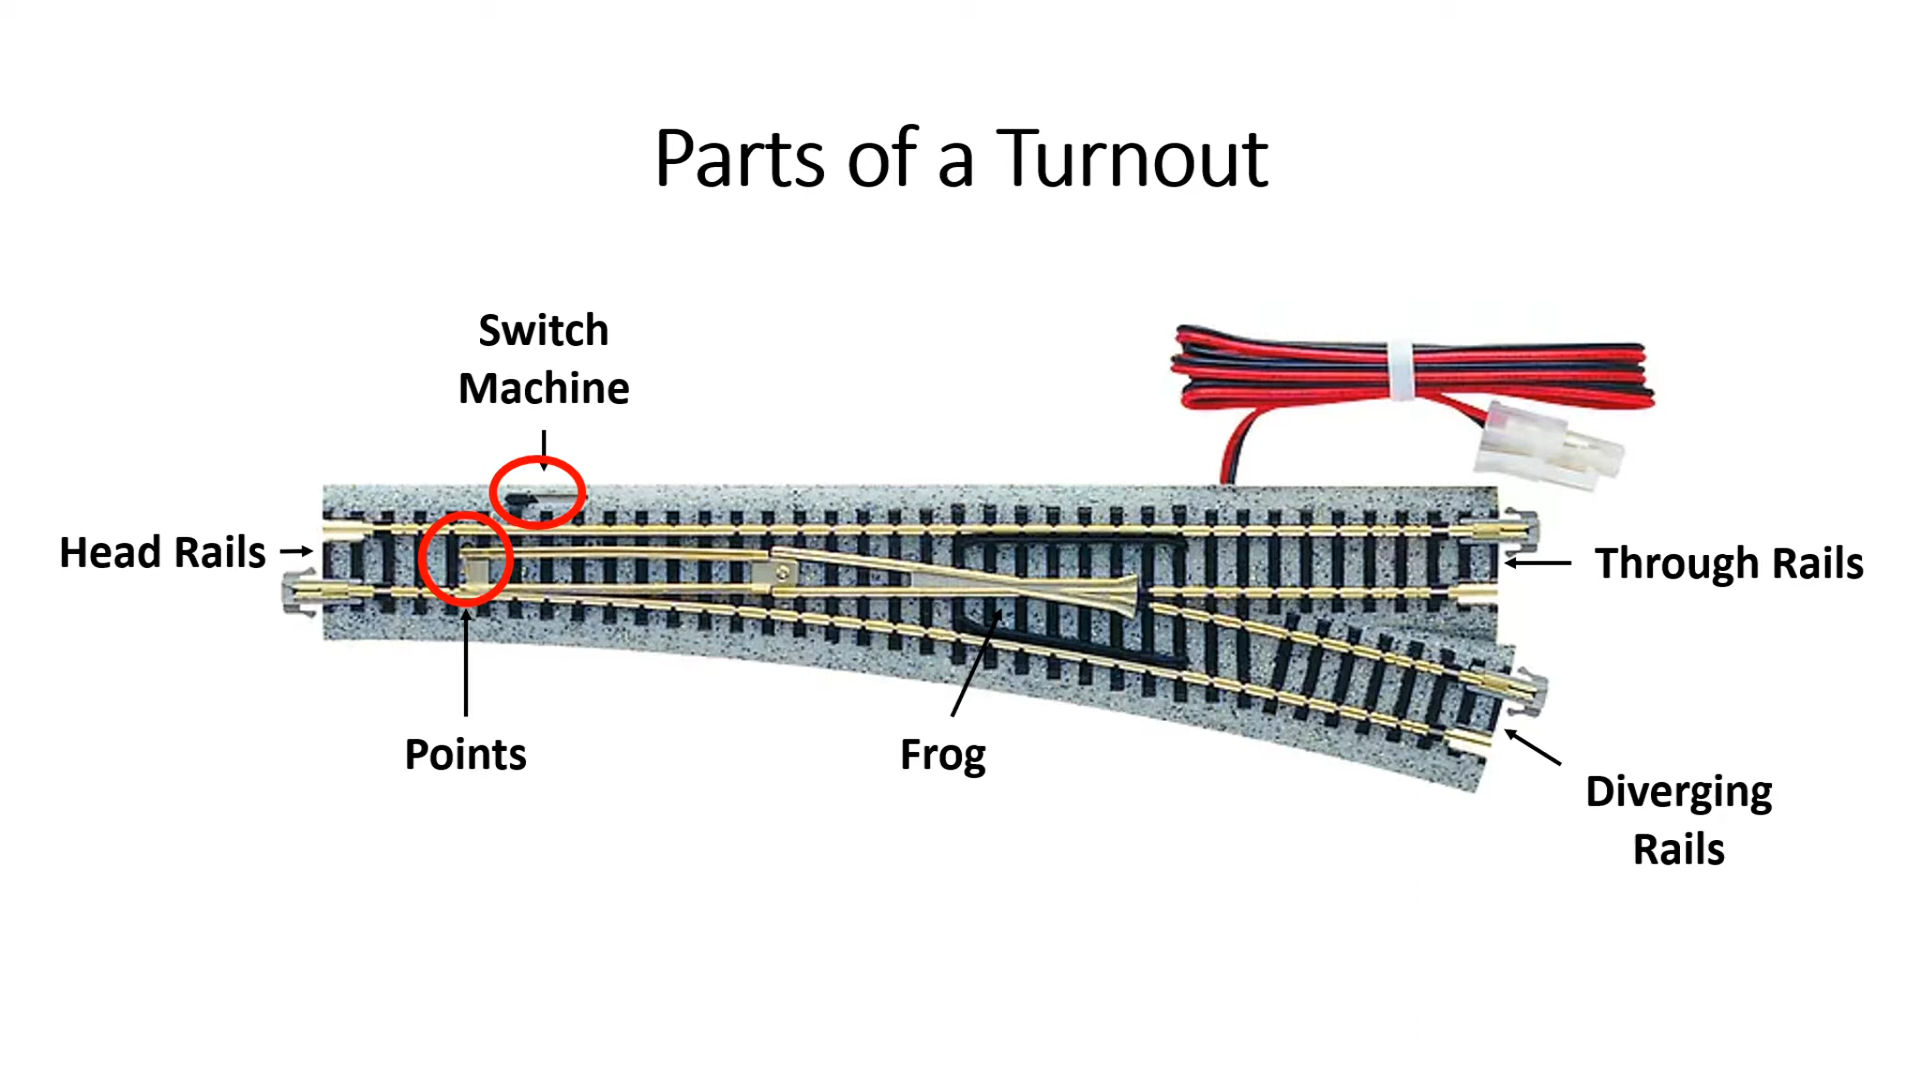 Parts of a Turnout
Switch
Machine
Head Rails
Through Rails
Points
Frog
Diverging
Rails